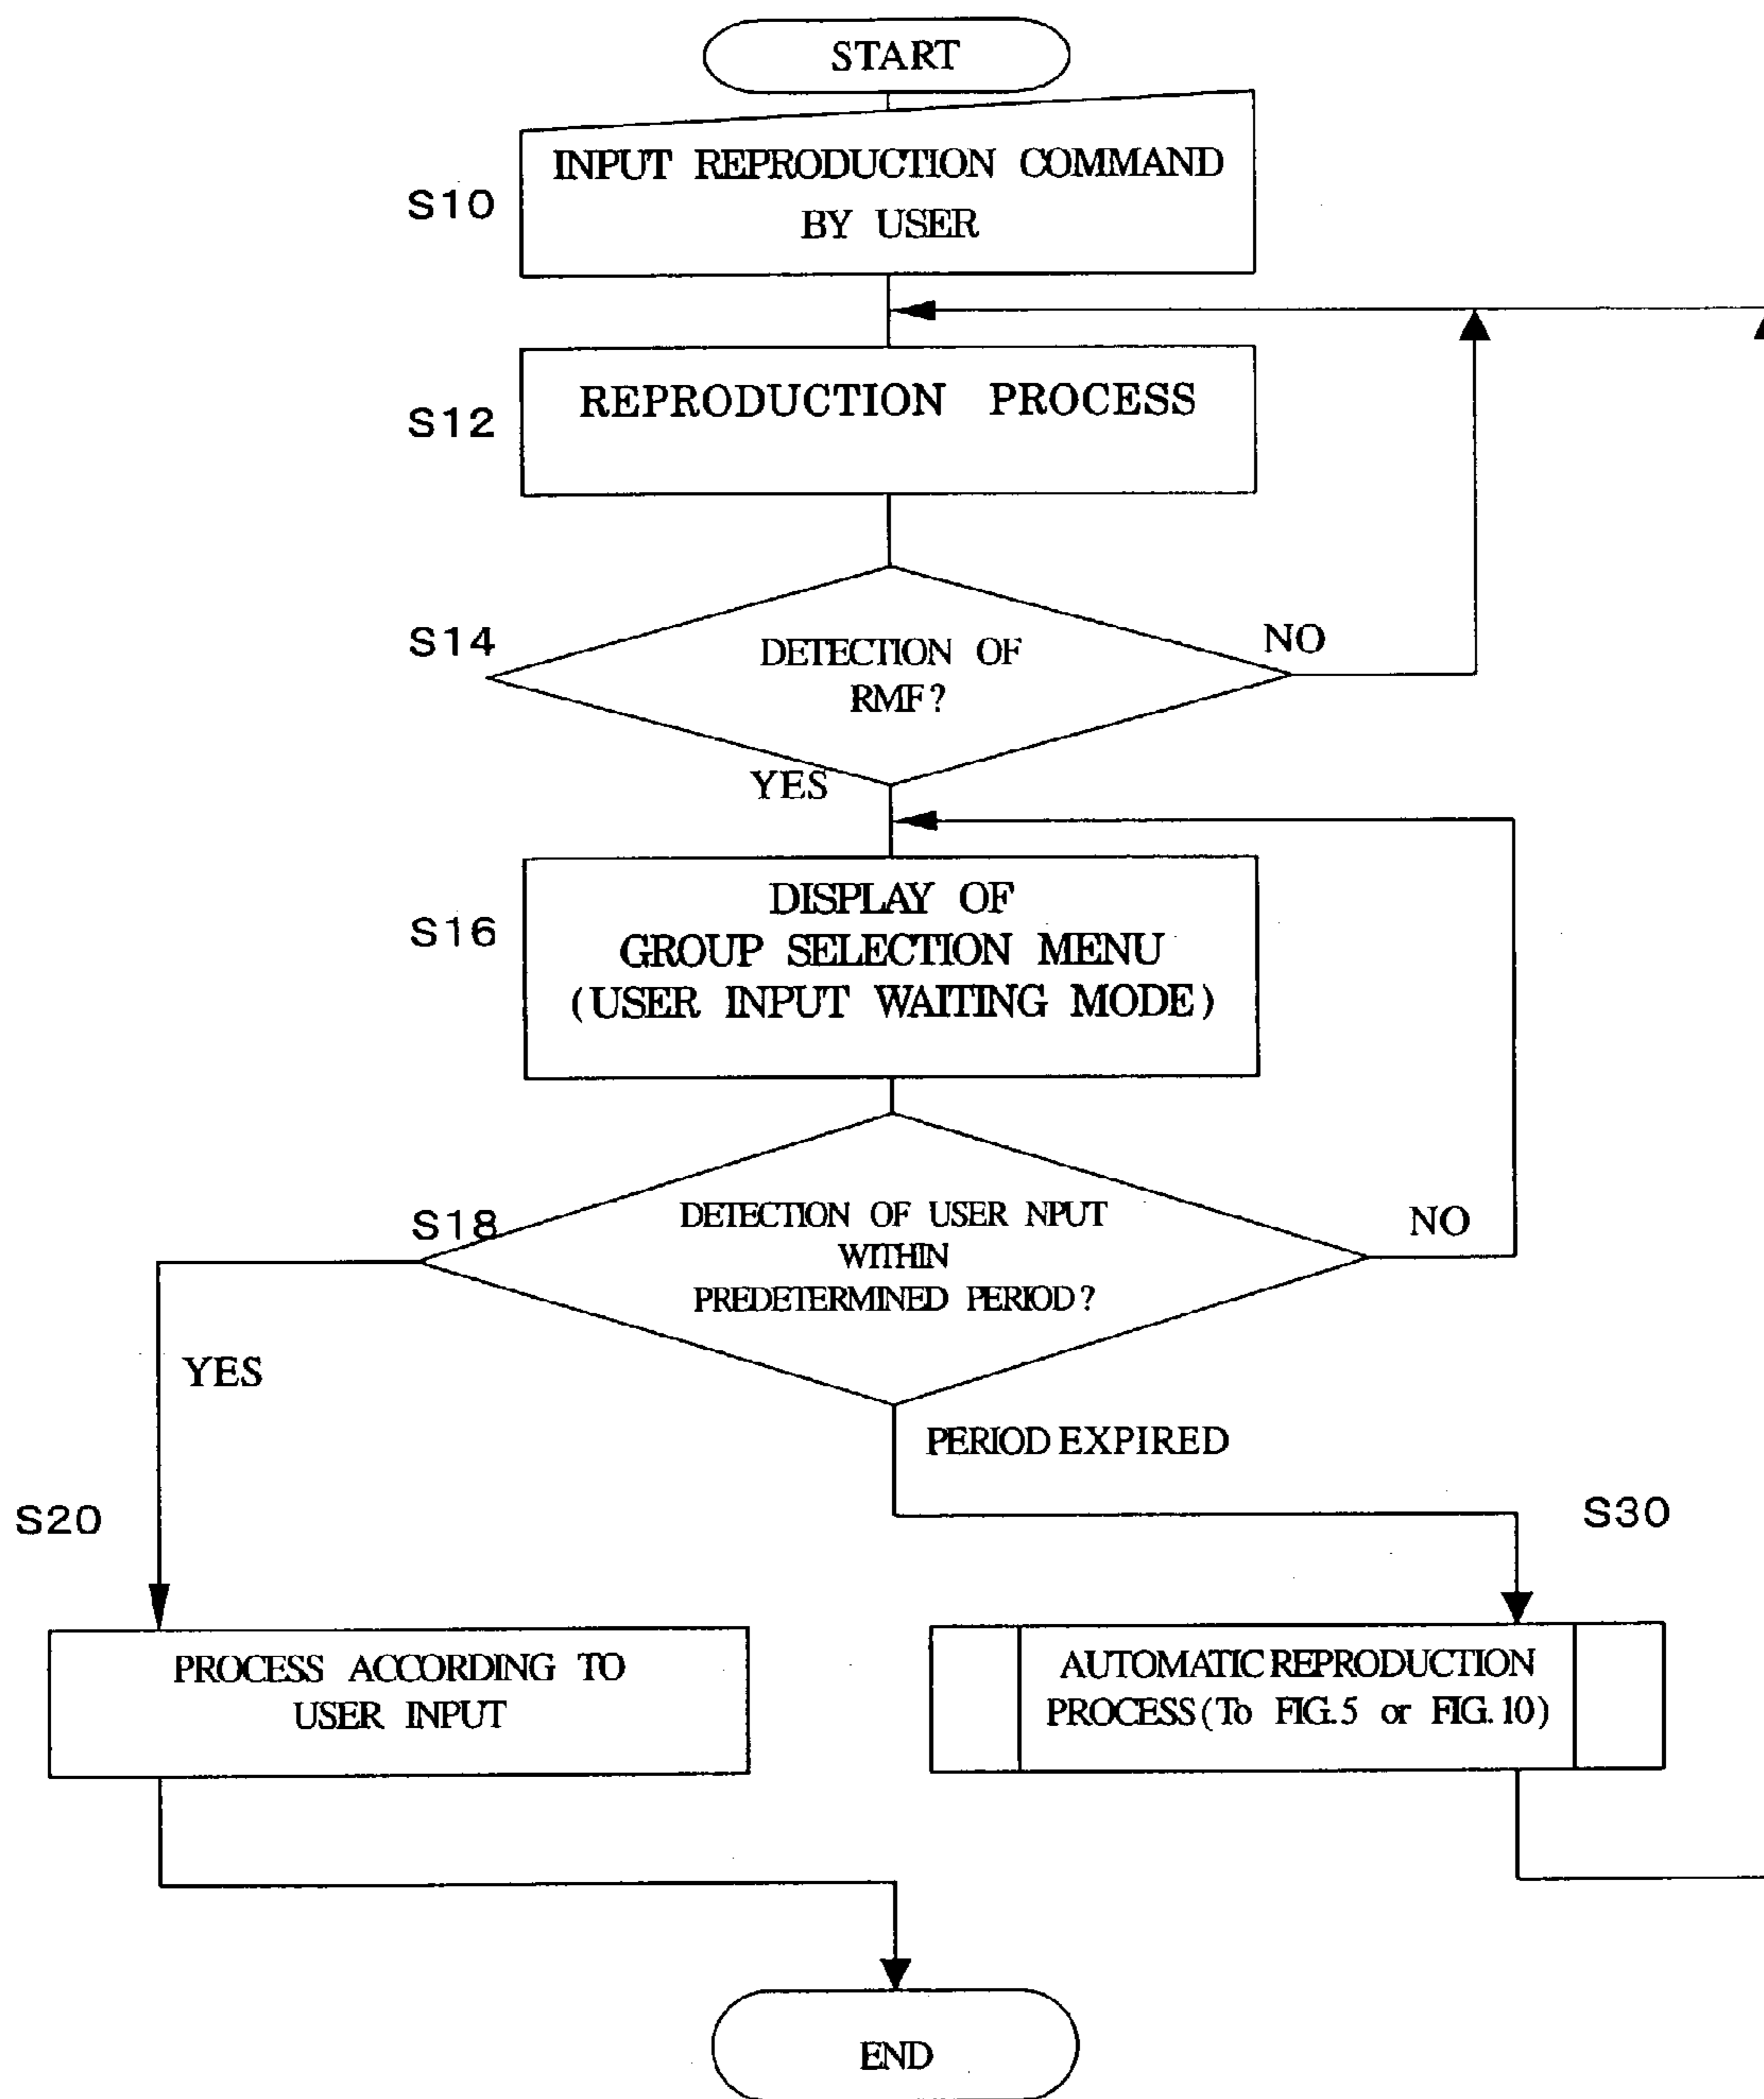 START
S10
INPUT REPRODUCTION COMMAND
BY USER
S12
REPRODUCTION PROCESS
S14
DETECTION OF
RMF?
NO
YES
S16
DISPLAY OF
GROUP SELECTION MENU
(USER INPUT WAITING MODE)
S18
DETECTION OF USER NPUT
WITHIN
PREDETERMINED PERIOD?
NO
YES
PERIOD EXPIRED
S20
S30
PROCESS ACCORDING TO
USER INPUT
AUTOMATIC REPRODUCTION
PROCESS(To FIG.5 or FIG.10)
END